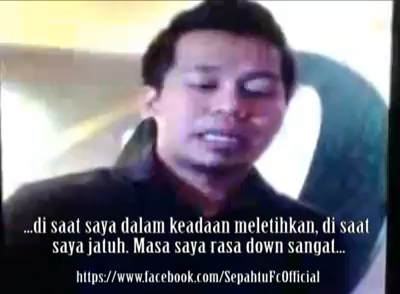 ...di saat saya dalam keadaan meletihkan, di saat
saya jatuh. Masa saya rasa down sangat...
https://www.facebook.com/SepahtuFcOfficial